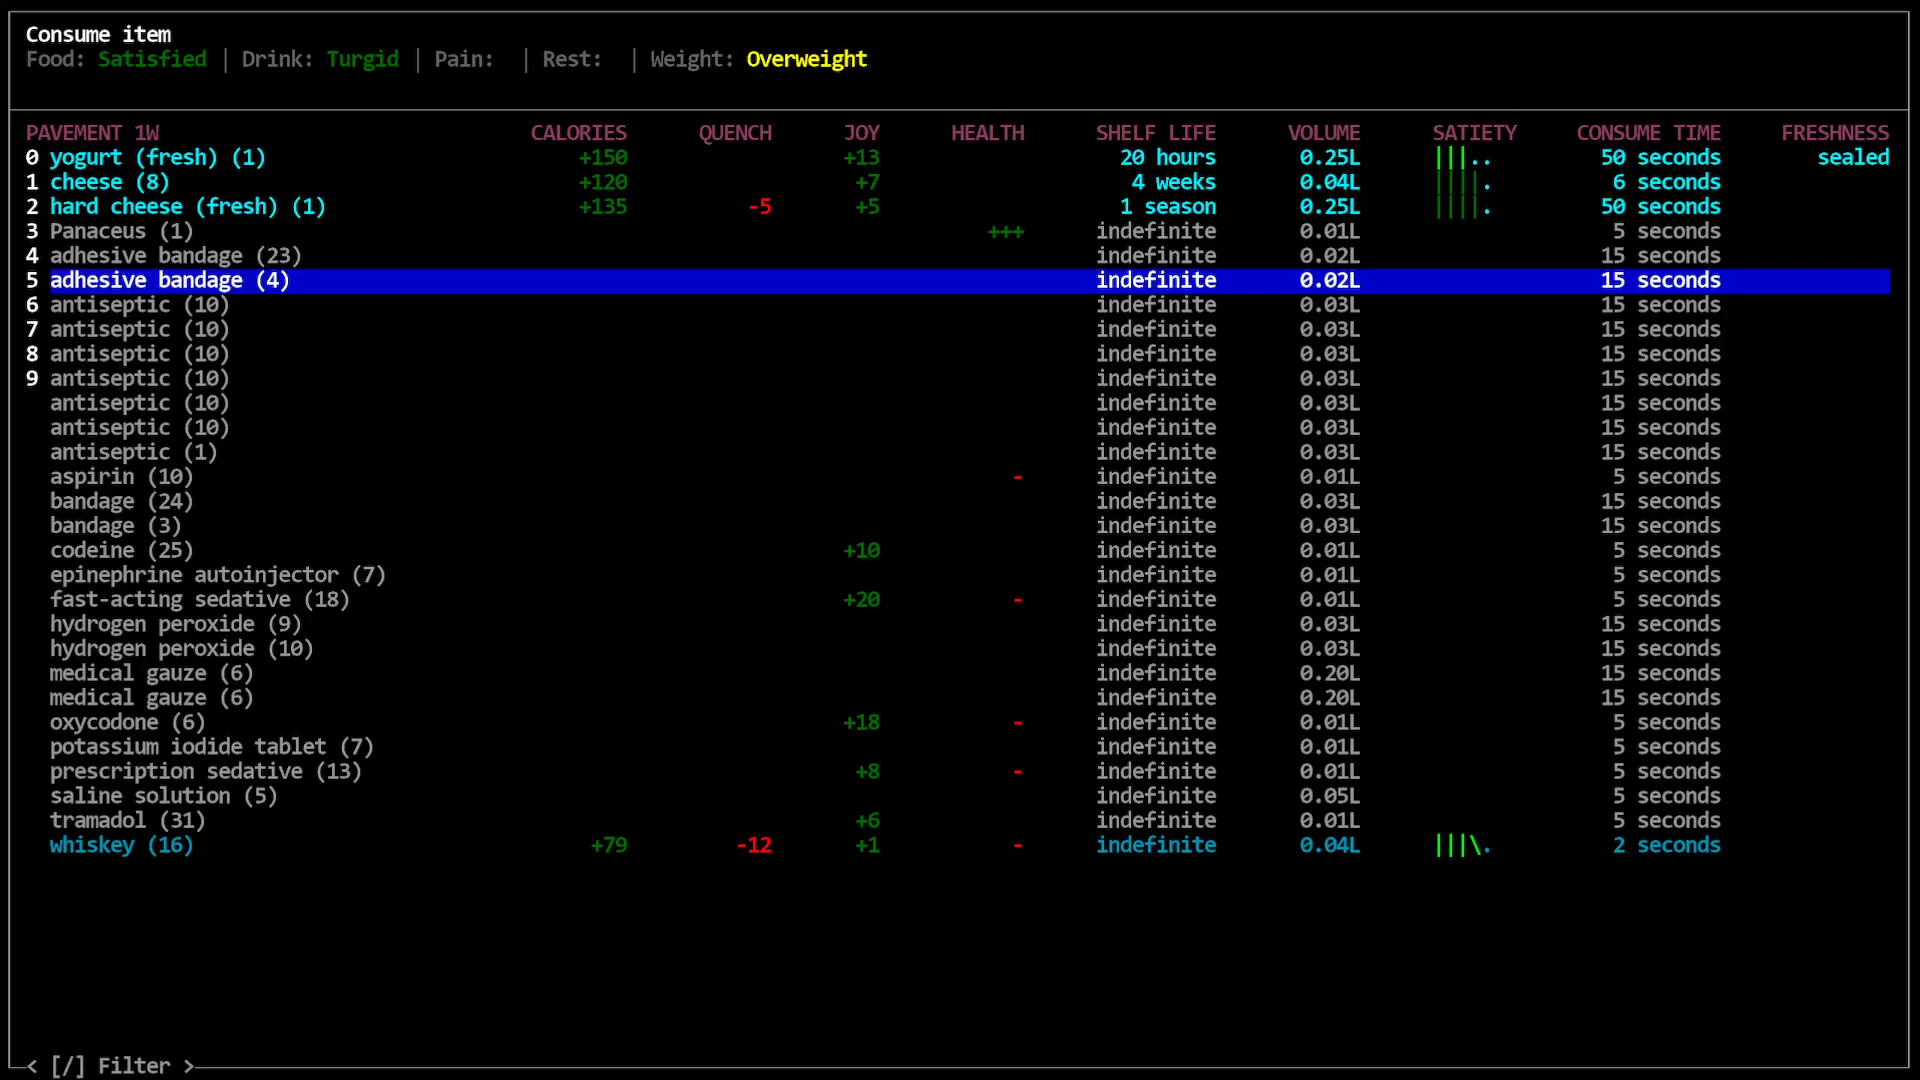 Consume item
Food: Satisfied | Drink: Turgid | Pain: | Rest: | Weight: Overweight
PAVEMENT 1W CALORIES QUENCH JOY HEALTH SHELF LIFE VOLUME SATIETY CONSUME TIME FRESHNESS
0 yogurt (fresh) (1) +150 +13 20 hours 0.25L |||.. 50 seconds sealed
1 cheese (8) +120 +7 4 weeks 0.04L ||||. 6 seconds
2 hard cheese (fresh) (1) +135 -5 +5 1 season 0.25L ||||. 50 seconds
3 Panaceus (1) +++ indefinite 0.01L 5 seconds
4 adhesive bandage (23) indefinite 0.02L 15 seconds
5 adhesive bandage (4) indefinite 0.02L 15 seconds
6 antiseptic (10) indefinite 0.03L 15 seconds
7 antiseptic (10) indefinite 0.03L 15 seconds
8 antiseptic (10) indefinite 0.03L 15 seconds
9 antiseptic (10) indefinite 0.03L 15 seconds
antiseptic (10) indefinite 0.03L 15 seconds
antiseptic (10) indefinite 0.03L 15 seconds
antiseptic (1) indefinite 0.03L 15 seconds
aspirin (10) - indefinite 0.01L 5 seconds
bandage (24) indefinite 0.03L 15 seconds
bandage (3) indefinite 0.03L 15 seconds
codeine (25) +10 indefinite 0.01L 5 seconds
epinephrine autoinjector (7) indefinite 0.01L 5 seconds
fast-acting sedative (18) +20 - indefinite 0.01L 5 seconds
hydrogen peroxide (9) indefinite 0.03L 15 seconds
hydrogen peroxide (10) indefinite 0.03L 15 seconds
medical gauze (6) indefinite 0.20L 15 seconds
medical gauze (6) indefinite 0.20L 15 seconds
oxycodone (6) +18 - indefinite 0.01L 5 seconds
potassium iodide tablet (7) indefinite 0.01L 5 seconds
prescription sedative (13) +8 - indefinite 0.01L 5 seconds
saline solution (5) indefinite 0.05L 5 seconds
tramadol (31) +6 indefinite 0.01L 5 seconds
whiskey (16) +79 -12 +1 - indefinite 0.04L |||\. 2 seconds
< [/] Filter >